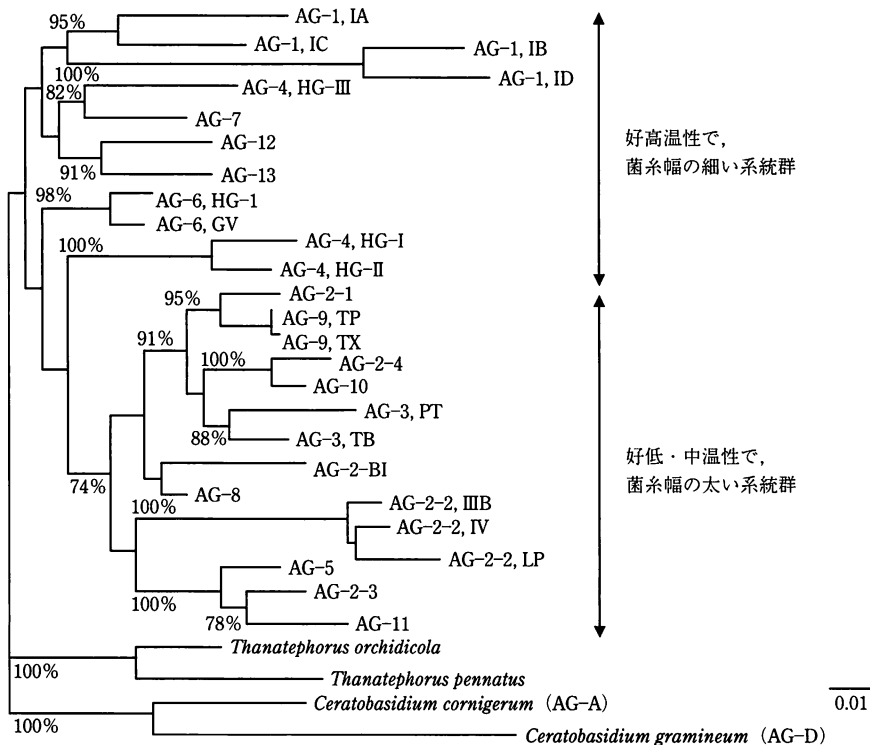 95%
AG-1, IA
AG-1, IC
AG-1, IB
AG-1, ID
100%
82%
AG-4, HG-Ⅲ
AG-7
AG-12
91%
AG-13
好高温性で，
菌糸幅の細い系統群
98%
AG-6, HG-1
AG-6, GV
100%
AG-4, HG-Ⅰ
AG-4, HG-Ⅱ
95%
AG-2-1
AG-9, TP
91%
AG-9, TX
100%
AG-2-4
AG-10
AG-3, PT
88%
AG-3, TB
好低・中温性で，
菌糸幅の太い系統群
AG-2-BI
74%
AG-8
100%
AG-2-2, ⅢB
AG-2-2, Ⅳ
AG-2-2, LP
AG-5
100%
AG-2-3
78%
AG-11
Thanatephorus orchidicola
100%
Thanatephorus pennatus
Ceratobasidium cornigerum（AG-A）
0.01
100%
Ceratobasidium gramineum（AG-D）